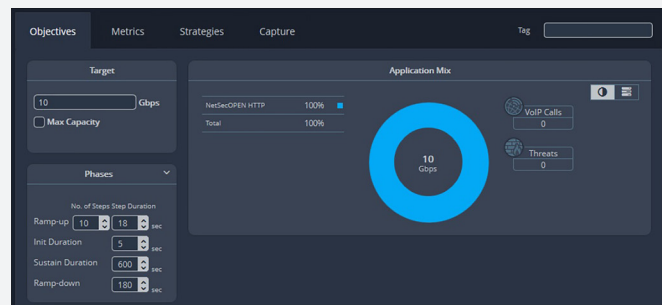 Objectives Metrics Strategies Capture Tag
Target
10 Gbps
Max Capacity
Phases
No. of Steps Step Duration
Ramp-up 10 18 sec
Init Duration 5 sec
Sustain Duration 600 sec
Ramp-down 180 sec
Application Mix
NetSecOPEN HTTP 100%
Total 100%
10
Gbps
VoIP Calls
0
Threats
0